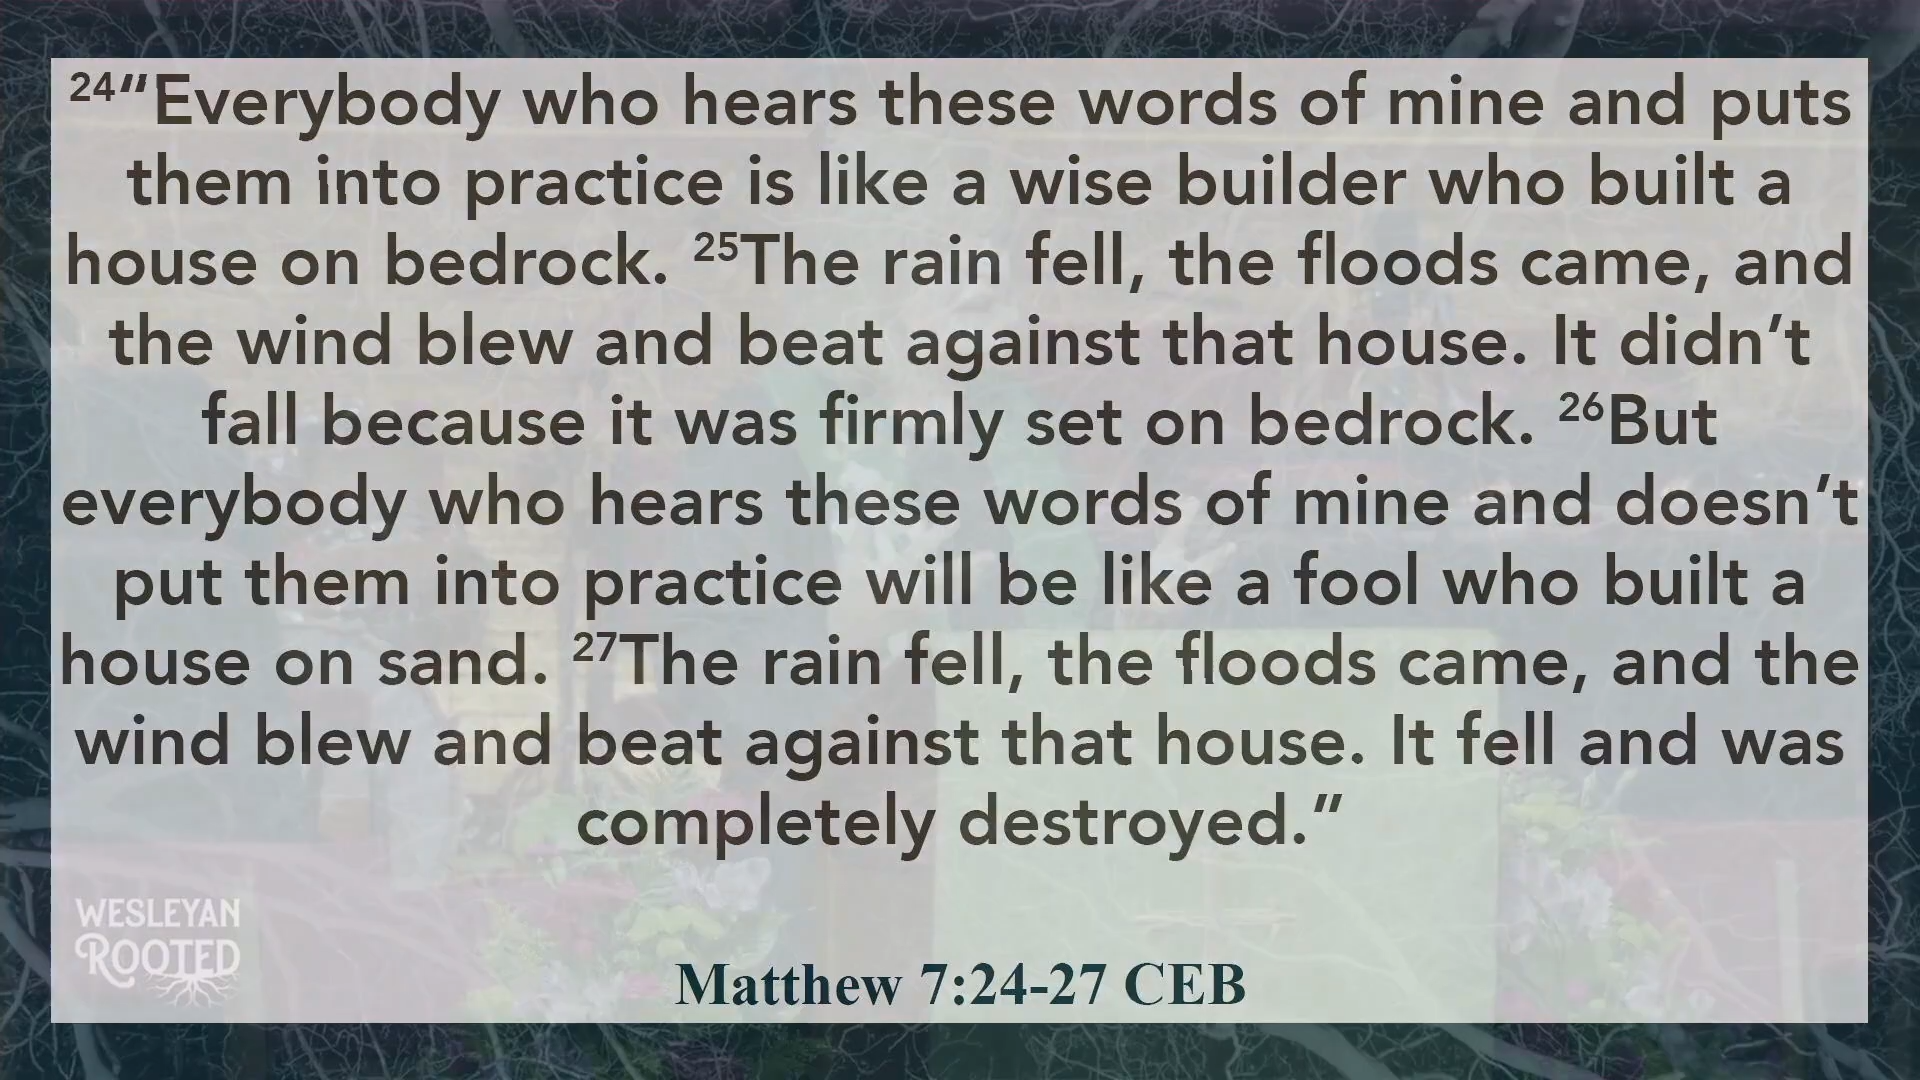 24“Everybody who hears these words of mine and puts
them into practice is like a wise builder who built a
house on bedrock. 25The rain fell, the floods came, and
the wind blew and beat against that house. It didn’t
fall because it was firmly set on bedrock. 26But
everybody who hears these words of mine and doesn’t
put them into practice will be like a fool who built a
house on sand. 27The rain fell, the floods came, and the
wind blew and beat against that house. It fell and was
completely destroyed.”
WESLEYAN
ROOTED
Matthew 7:24-27 CEB